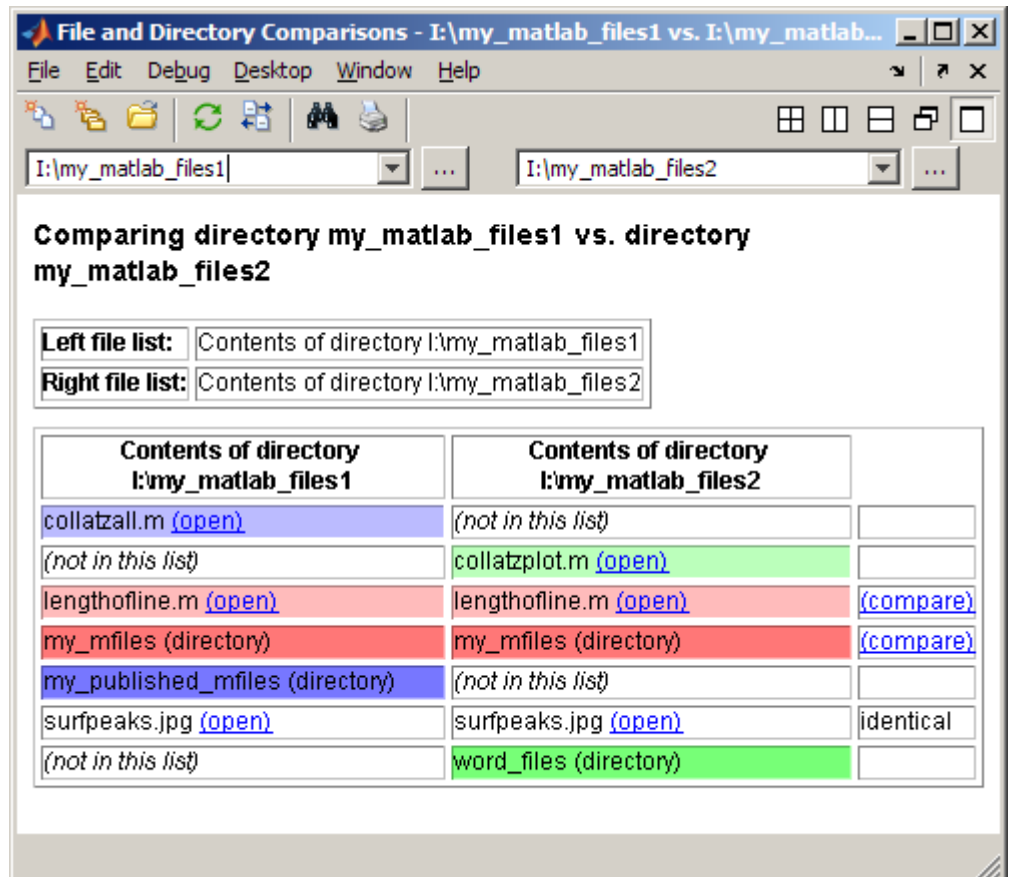 File and Directory Comparisons - I:\my_matlab_files1 vs. I:\my_matlab...
File Edit Debug Desktop Window Help
I:\my_matlab_files1 ... I:\my_matlab_files2 ...
Comparing directory my_matlab_files1 vs. directory
my_matlab_files2
Left file list: Contents of directory I:\my_matlab_files1
Right file list: Contents of directory I:\my_matlab_files2
Contents of directory Contents of directory
I:\my_matlab_files1 I:\my_matlab_files2
collatzall.m (open) (not in this list)
(not in this list) collatzplot.m (open)
lengthofline.m (open) lengthofline.m (open) (compare)
my_mfiles (directory) my_mfiles (directory) (compare)
my_published_mfiles (directory) (not in this list)
surfpeaks.jpg (open) surfpeaks.jpg (open) identical
(not in this list) word_files (directory)